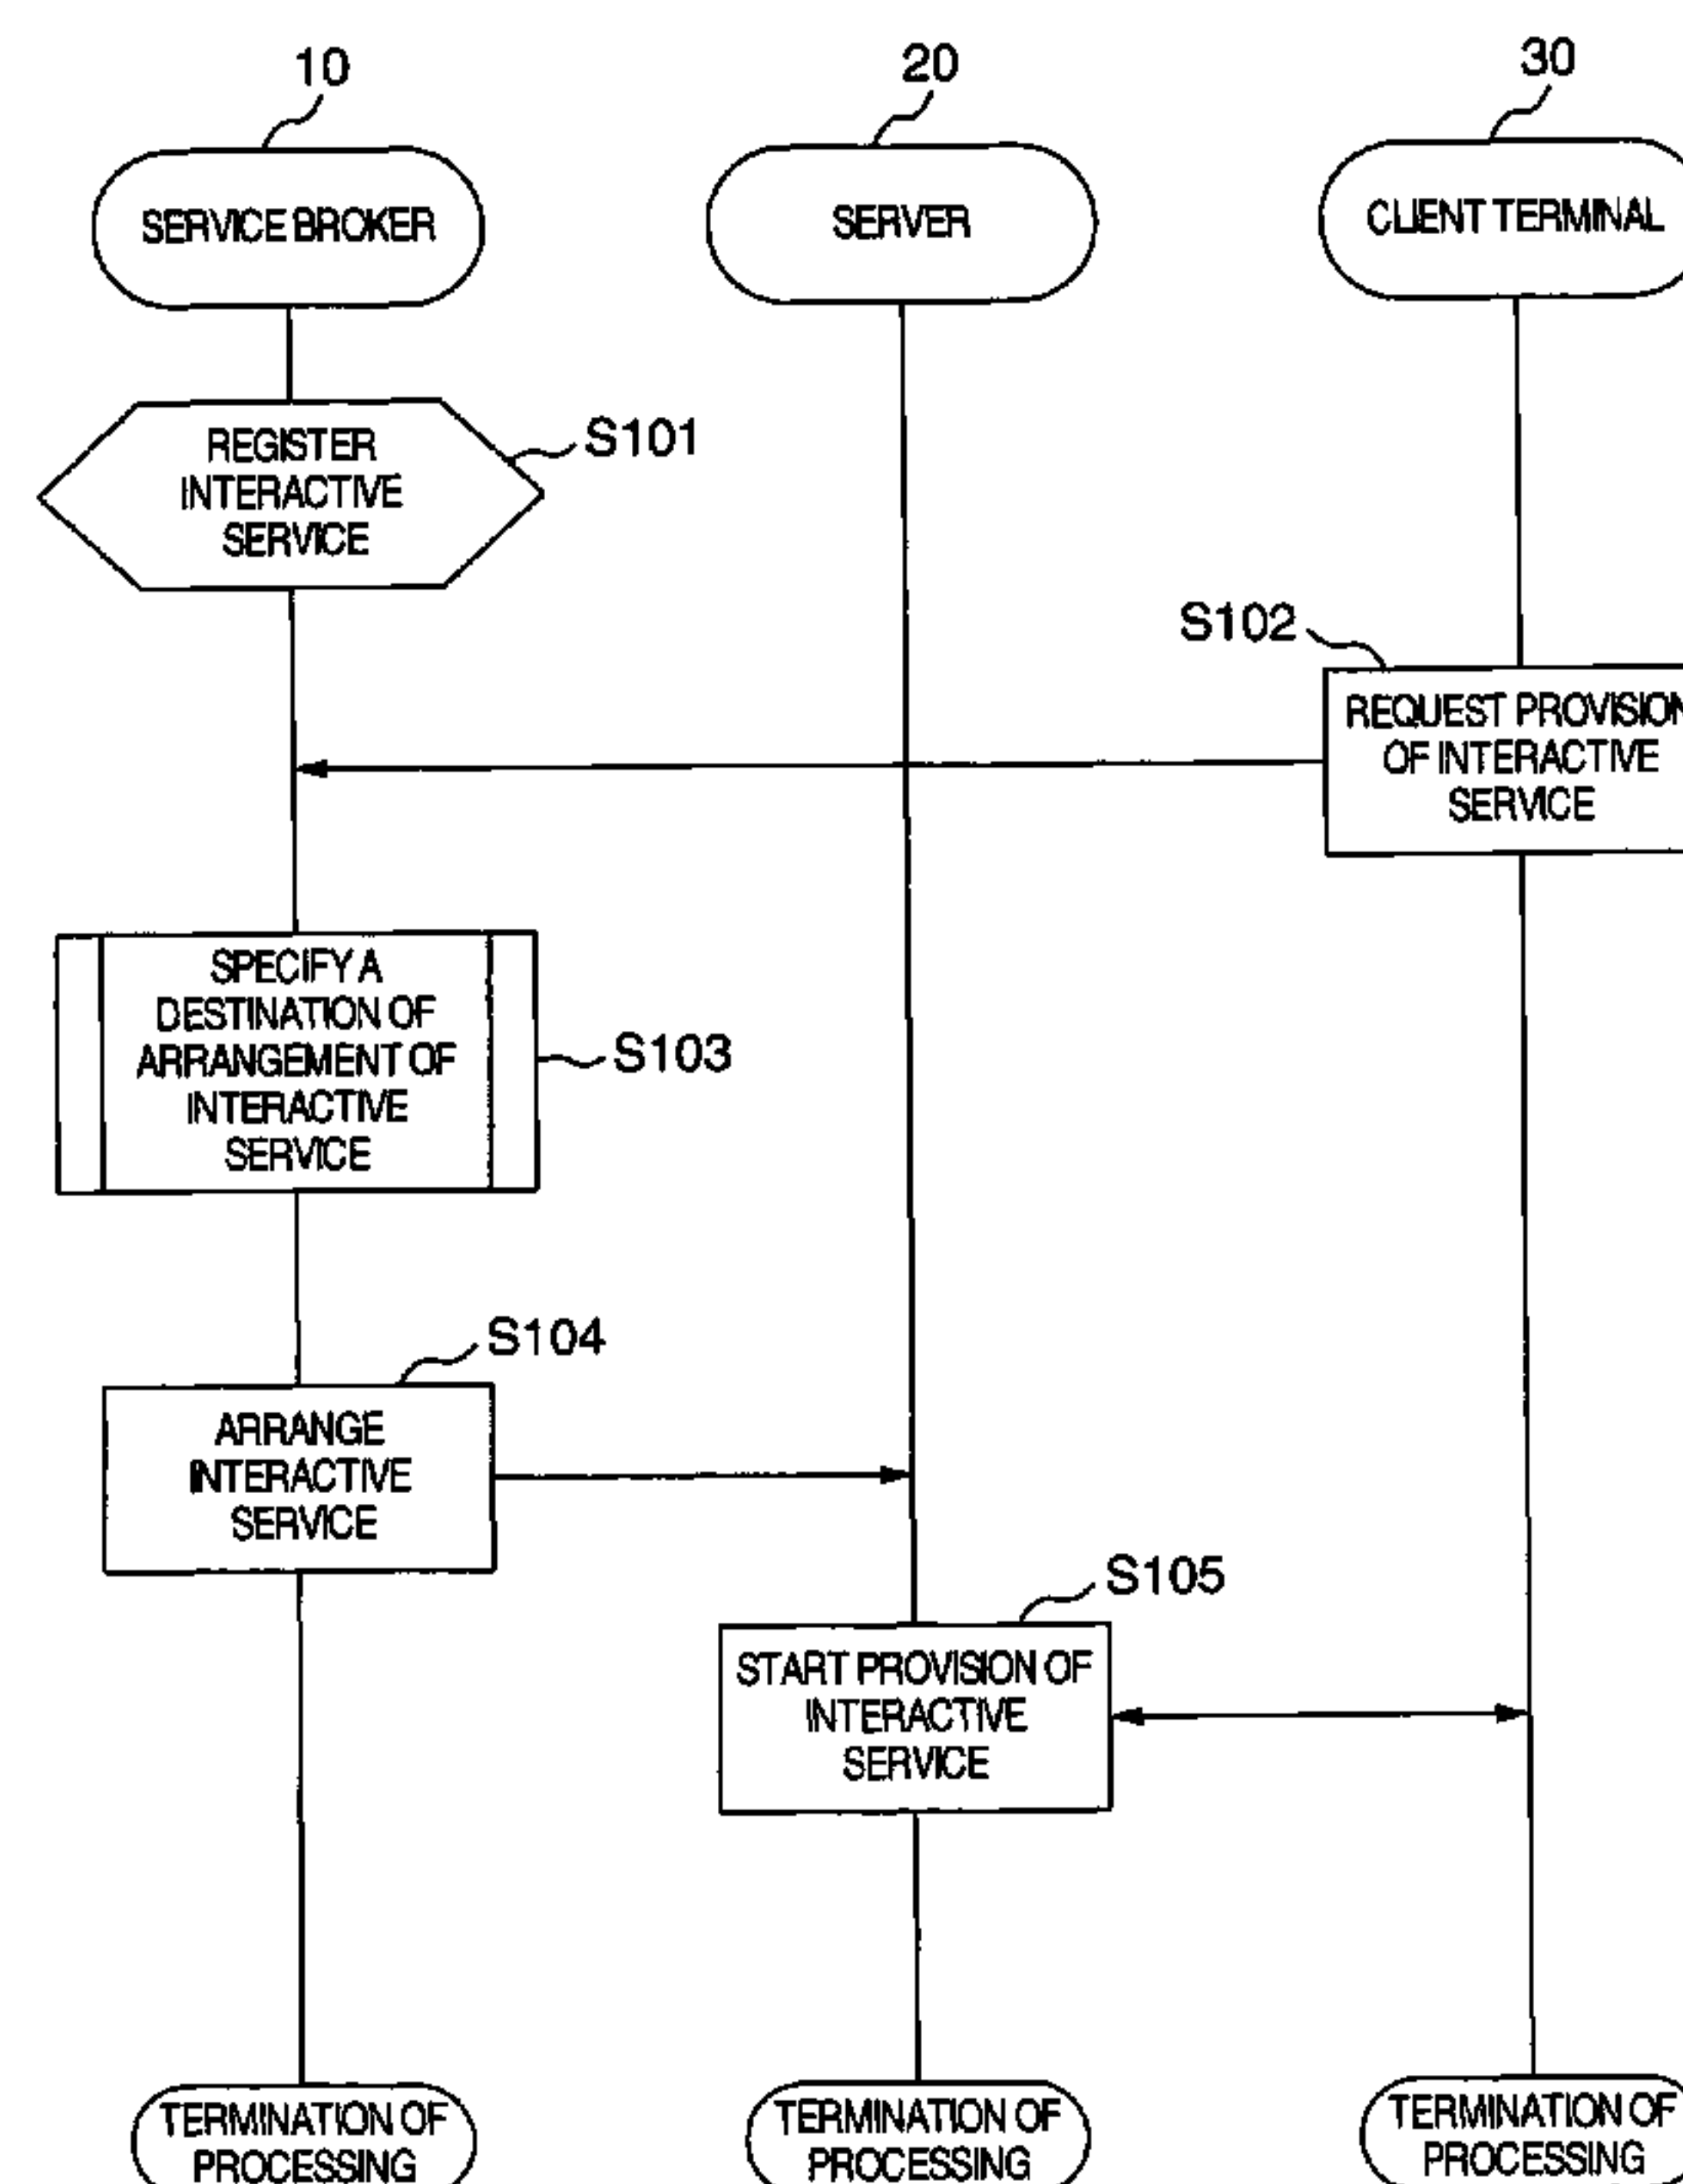 10
20
30
SERVICE BROKER
SERVER
CLIENT TERMINAL
REGISTER
INTERACTIVE
SERVICE
S101
S102
REQUEST PROVISION
OF INTERACTIVE
SERVICE
SPECIFY A
DESTINATION OF
ARRANGEMENT OF
INTERACTIVE
SERVICE
S103
S104
ARRANGE
INTERACTIVE
SERVICE
S105
START PROVISION OF
INTERACTIVE
SERVICE
TERMINATION OF
PROCESSING
TERMINATION OF
PROCESSING
TERMINATION OF
PROCESSING